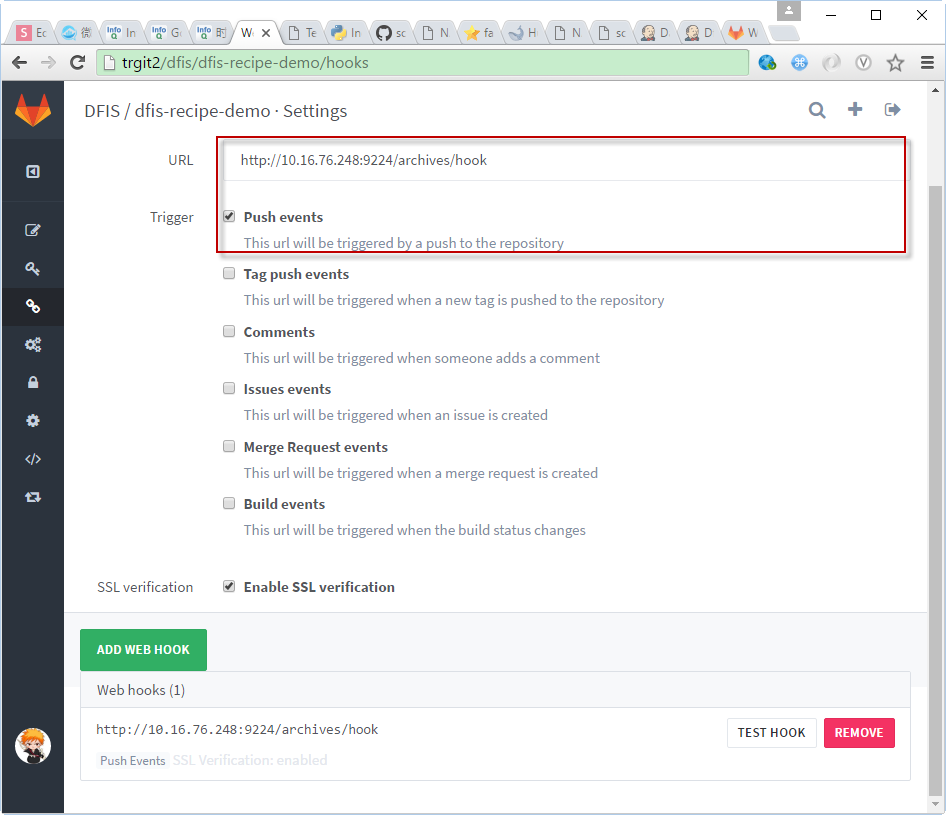 Ec
微
In
G
时
W
Te
In
sc
N
fa
H
N
sc
D
D
W
trgit2/dfis/dfis-recipe-demo/hooks
DFIS / dfis-recipe-demo · Settings
URL
http://10.16.76.248:9224/archives/hook
Trigger
Push events
This url will be triggered by a push to the repository
Tag push events
This url will be triggered when a new tag is pushed to the repository
Comments
This url will be triggered when someone adds a comment
Issues events
This url will be triggered when an issue is created
Merge Request events
This url will be triggered when a merge request is created
Build events
This url will be triggered when the build status changes
SSL verification
Enable SSL verification
ADD WEB HOOK
Web hooks (1)
http://10.16.76.248:9224/archives/hook
TEST HOOK
REMOVE
Push Events SSL Verification: enabled